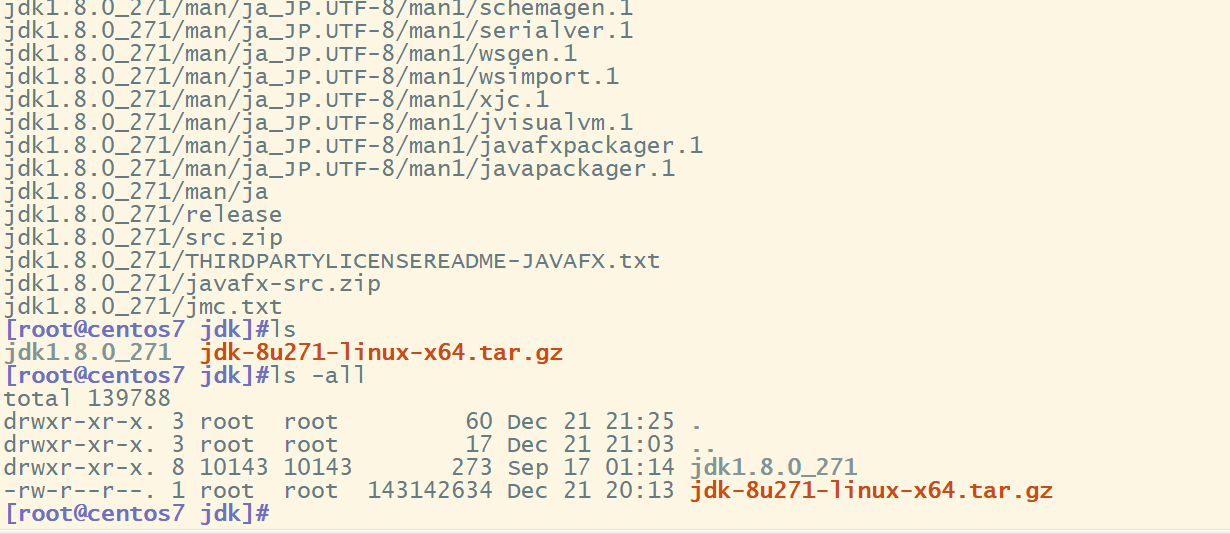 jdk1.8.0_271/man/ja_JP.UTF-8/man1/schemagen.1
jdk1.8.0_271/man/ja_JP.UTF-8/man1/serialver.1
jdk1.8.0_271/man/ja_JP.UTF-8/man1/wsgen.1
jdk1.8.0_271/man/ja_JP.UTF-8/man1/wsimport.1
jdk1.8.0_271/man/ja_JP.UTF-8/man1/xjc.1
jdk1.8.0_271/man/ja_JP.UTF-8/man1/jvisualvm.1
jdk1.8.0_271/man/ja_JP.UTF-8/man1/javafxpackager.1
jdk1.8.0_271/man/ja_JP.UTF-8/man1/javapackager.1
jdk1.8.0_271/man/ja
jdk1.8.0_271/release
jdk1.8.0_271/src.zip
jdk1.8.0_271/THIRDPARTYLICENSEREADME-JAVAFX.txt
jdk1.8.0_271/javafx-src.zip
jdk1.8.0_271/jmc.txt
[root@centos7 jdk]#ls
jdk1.8.0_271  jdk-8u271-linux-x64.tar.gz
[root@centos7 jdk]#ls -all
total 139788
drwxr-xr-x. 3 root  root         60 Dec 21 21:25 .
drwxr-xr-x. 3 root  root         17 Dec 21 21:03 ..
drwxr-xr-x. 8 10143 10143       273 Sep 17 01:14 jdk1.8.0_271
-rw-r--r--. 1 root  root  143142634 Dec 21 20:13 jdk-8u271-linux-x64.tar.gz
[root@centos7 jdk]#